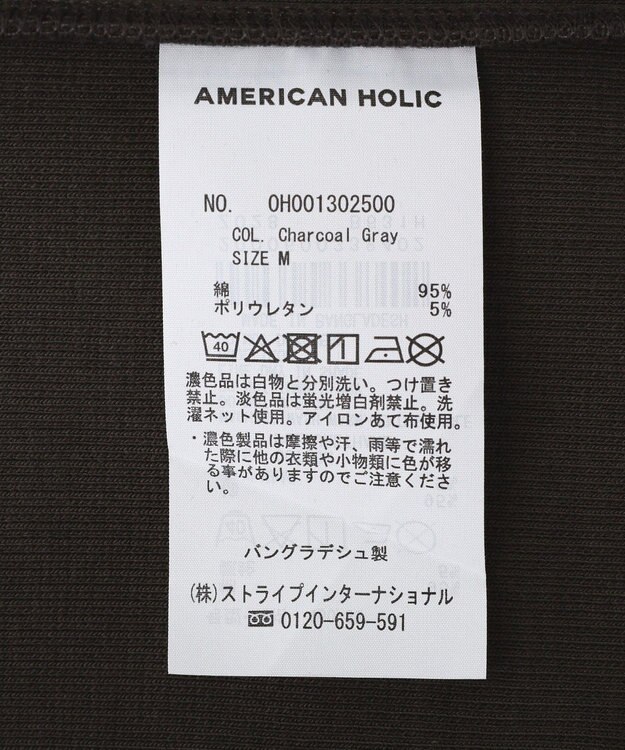 AMERICAN HOLIC
NO. OH001302500
COL. Charcoal Gray
SIZE M
綿 95%
ポリウレタン 5%
40
濃色品は白物と分別洗い。つけ置き
禁止。淡色品は蛍光増白剤禁止。洗
濯ネット使用。アイロンあて布使用。
・濃色製品は摩擦や汗、雨等で濡れ
た際に他の衣類や小物類に色が移
る事がありますのでご注意くださ
い。
バングラデシュ製
(株)ストライプインターナショナル
0120-659-591